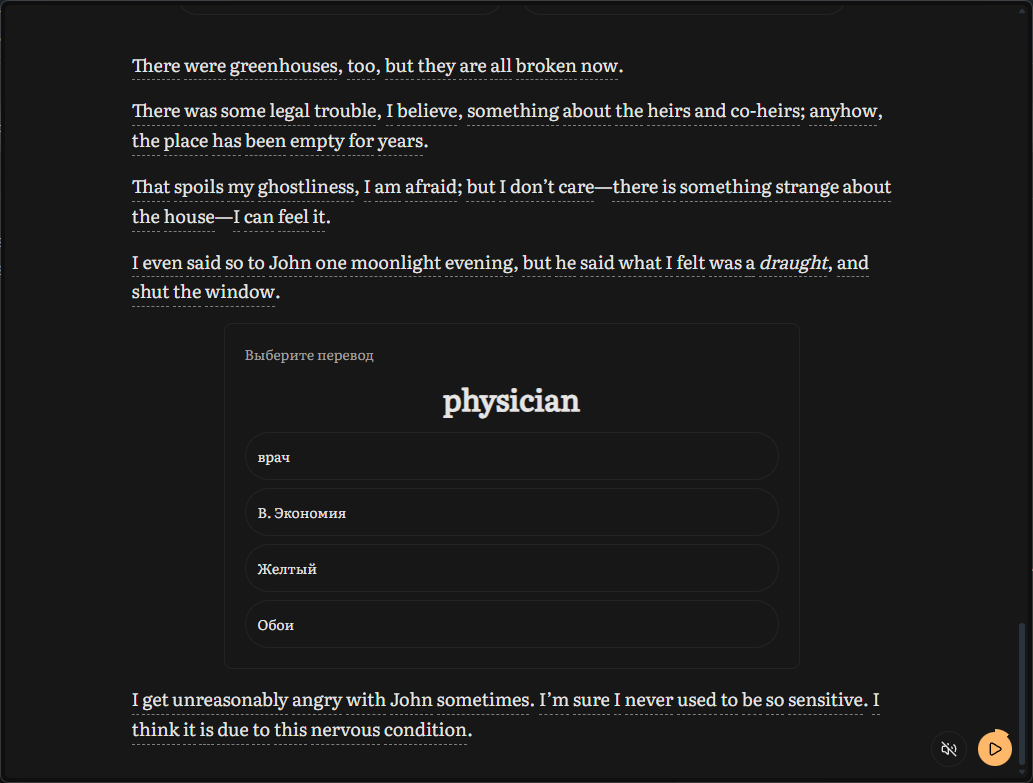 There were greenhouses, too, but they are all broken now.
There was some legal trouble, I believe, something about the heirs and co-heirs; anyhow,
the place has been empty for years.
That spoils my ghostliness, I am afraid; but I don’t care—there is something strange about
the house—I can feel it.
I even said so to John one moonlight evening, but he said what I felt was a draught, and
shut the window.
Выберите перевод
physician
врач
В. Экономия
Желтый
Обои
I get unreasonably angry with John sometimes. I’m sure I never used to be so sensitive. I
think it is due to this nervous condition.